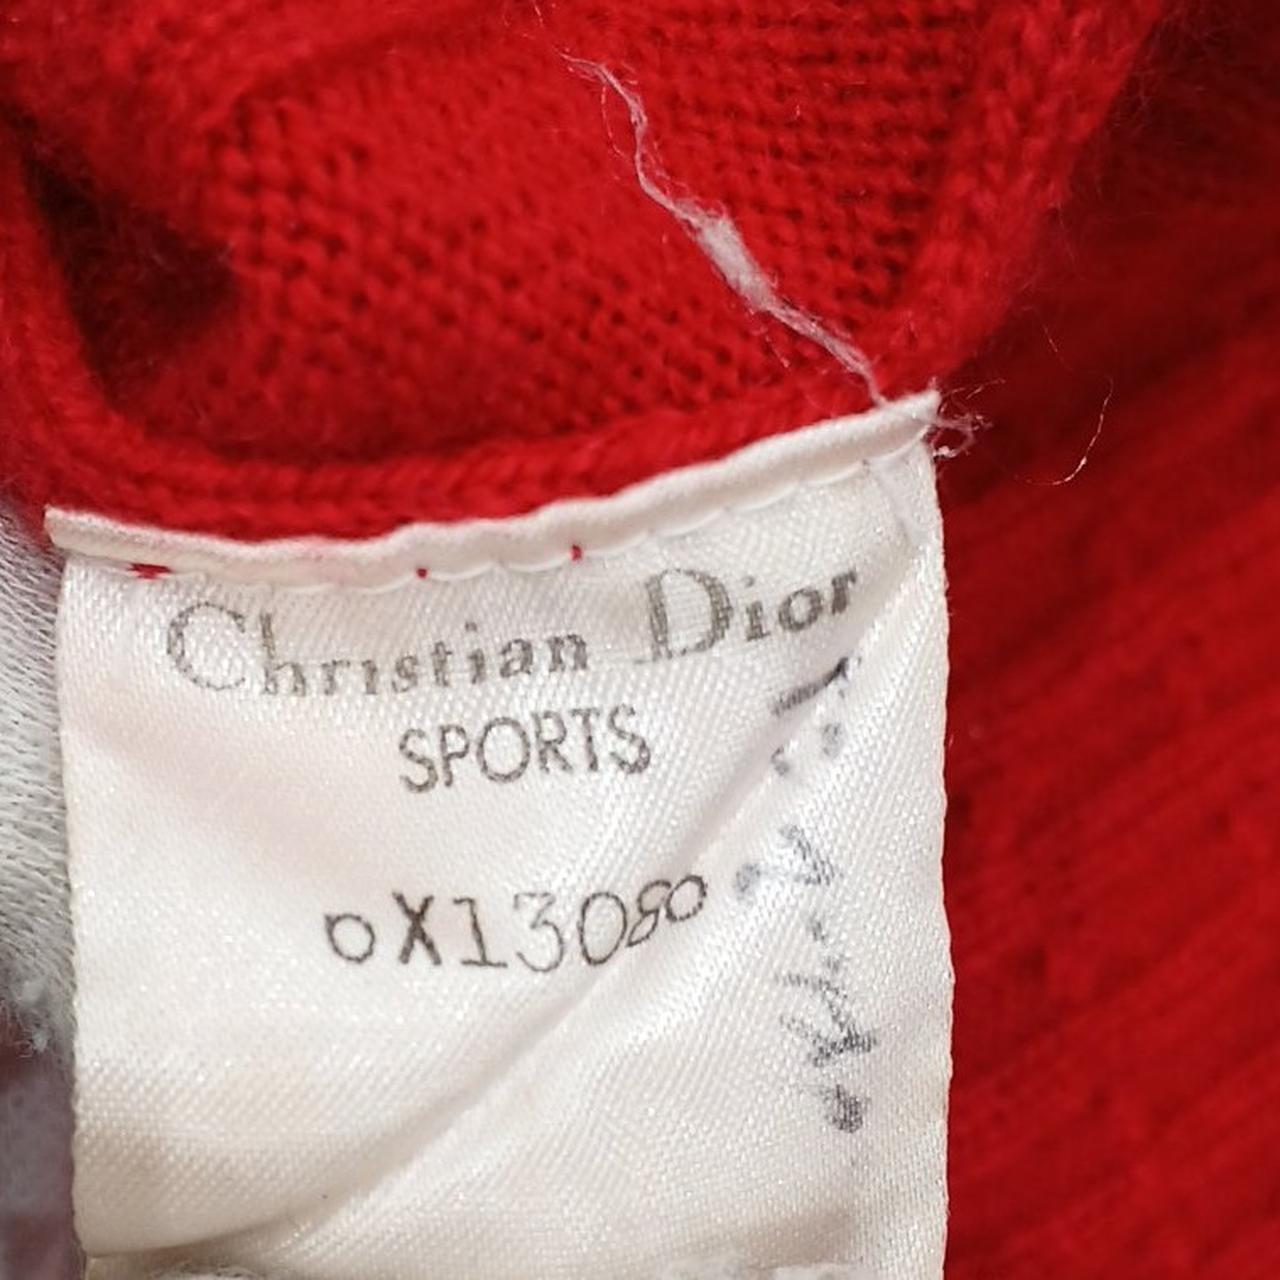 Christian Dior
SPORTS
oX13080